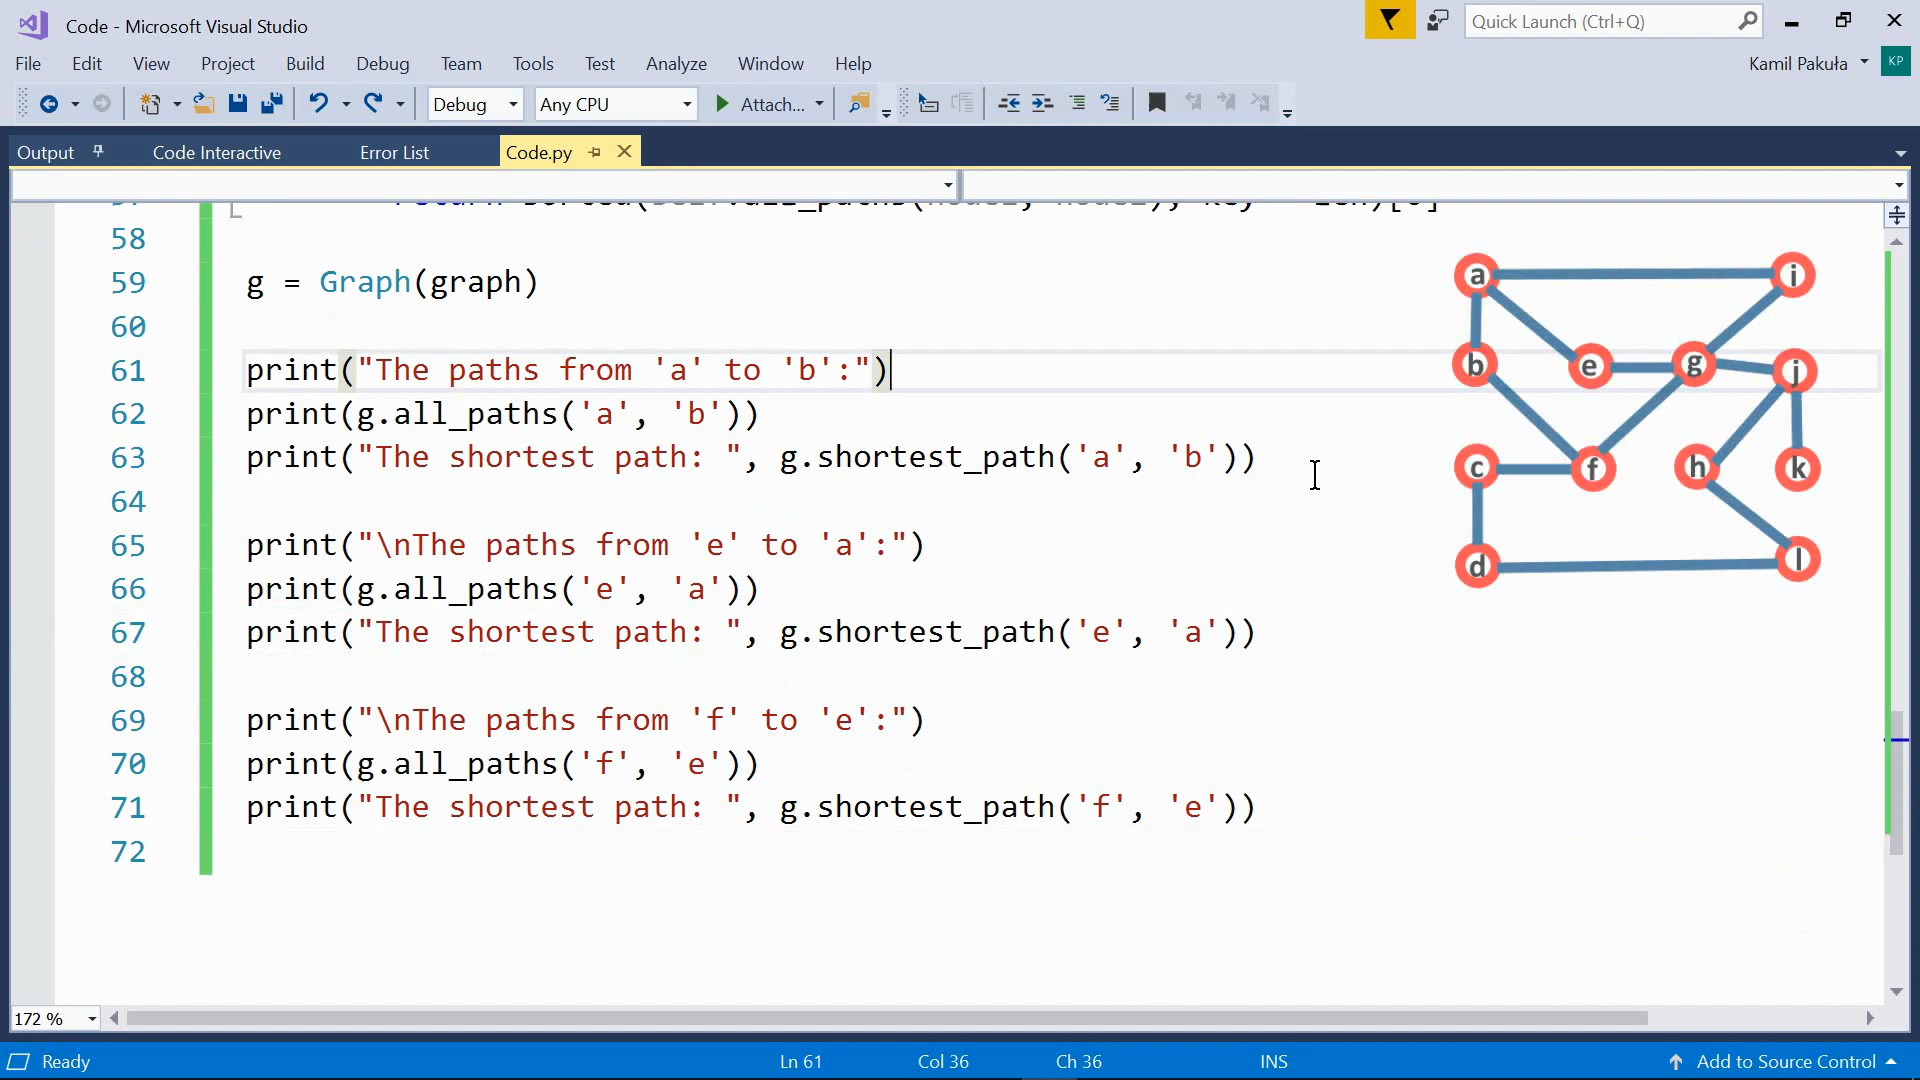 Code - Microsoft Visual Studio
Quick Launch (Ctrl+Q)
File Edit View Project Build Debug Team Tools Test Analyze Window Help
Kamil Pakuła KP
Debug Any CPU Attach...
Output Code Interactive Error List Code.py
58
59 g = Graph(graph)
60
61 print("The paths from 'a' to 'b':")
62 print(g.all_paths('a', 'b'))
63 print("The shortest path: ", g.shortest_path('a', 'b'))
64
65 print("\nThe paths from 'e' to 'a':")
66 print(g.all_paths('e', 'a'))
67 print("The shortest path: ", g.shortest_path('e', 'a'))
68
69 print("\nThe paths from 'f' to 'e':")
70 print(g.all_paths('f', 'e'))
71 print("The shortest path: ", g.shortest_path('f', 'e'))
72
a i
b e g j
c f h k
d l
172 %
Ready Ln 61 Col 36 Ch 36 INS Add to Source Control